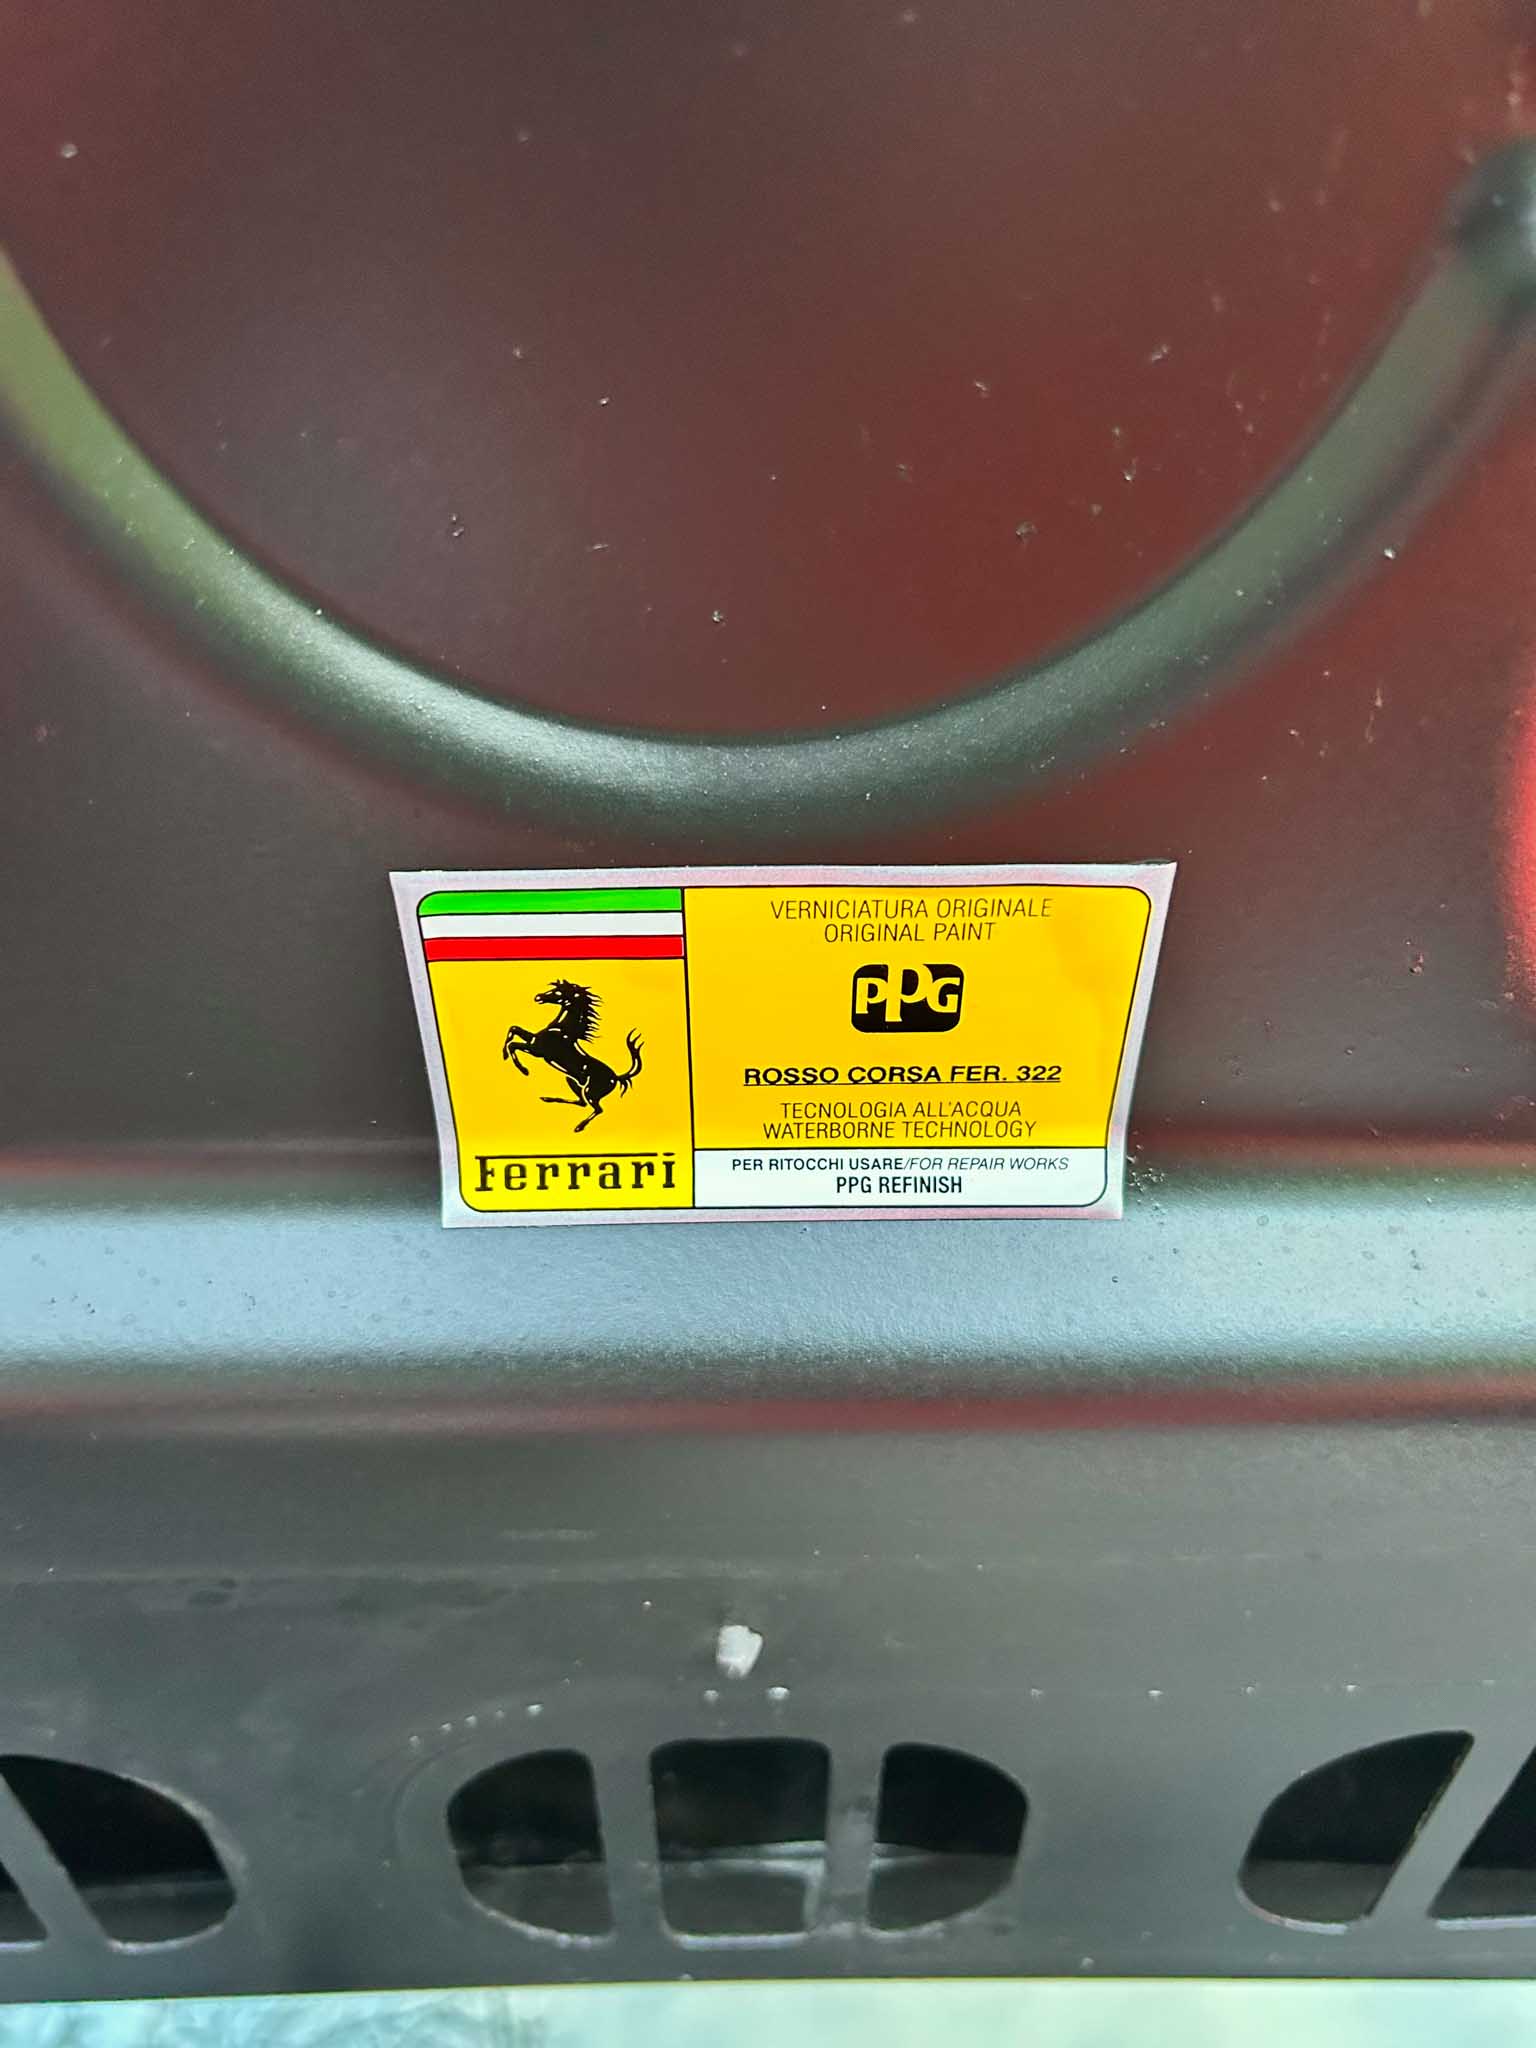 VERNICIATURA ORIGINALE
ORIGINAL PAINT
PPG
ROSSO CORSA FER. 322
TECNOLOGIA ALL'ACQUA
WATERBORNE TECHNOLOGY
Ferrari
PER RITOCCHI USARE/FOR REPAIR WORKS
PPG REFINISH